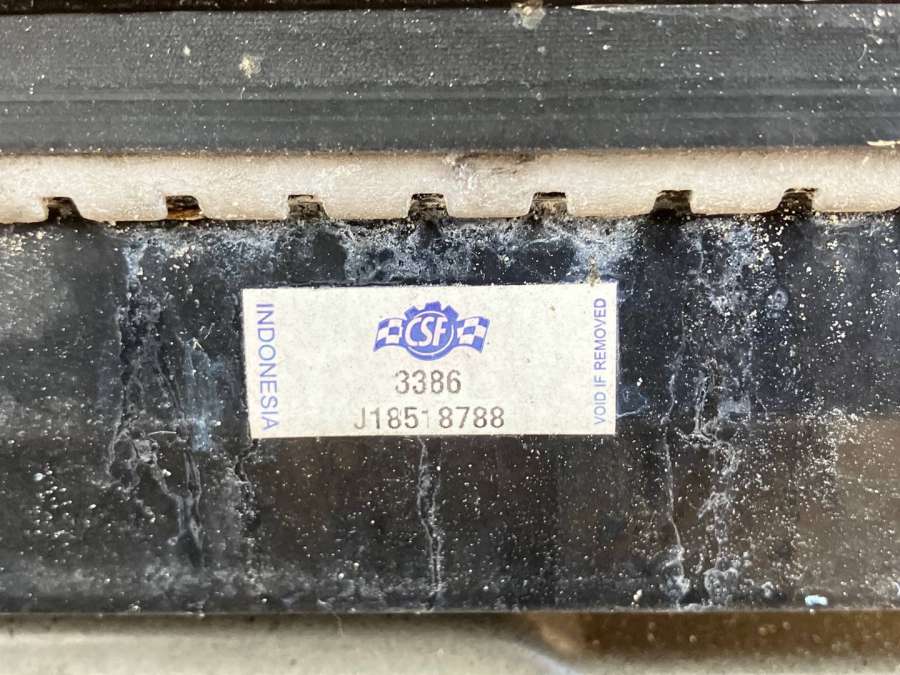 INDONESIA
CSF
3386
J18518788
VOID IF REMOVED